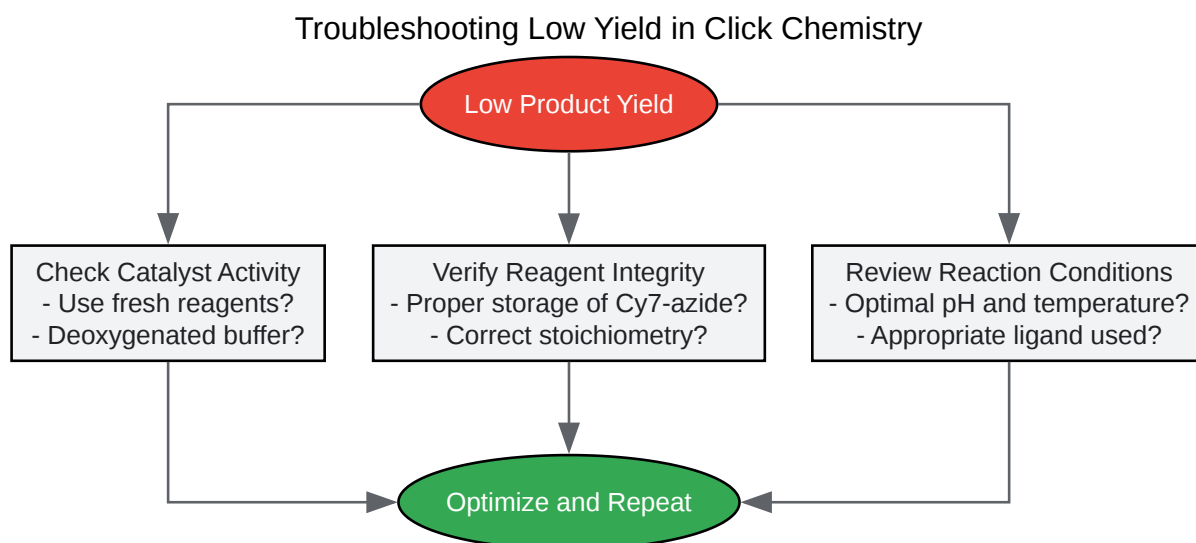 Troubleshooting Low Yield in Click Chemistry
Low Product Yield
Check Catalyst Activity
- Use fresh reagents?
- Deoxygenated buffer?
Verify Reagent Integrity
- Proper storage of Cy7-azide?
- Correct stoichiometry?
Review Reaction Conditions
- Optimal pH and temperature?
- Appropriate ligand used?
Optimize and Repeat